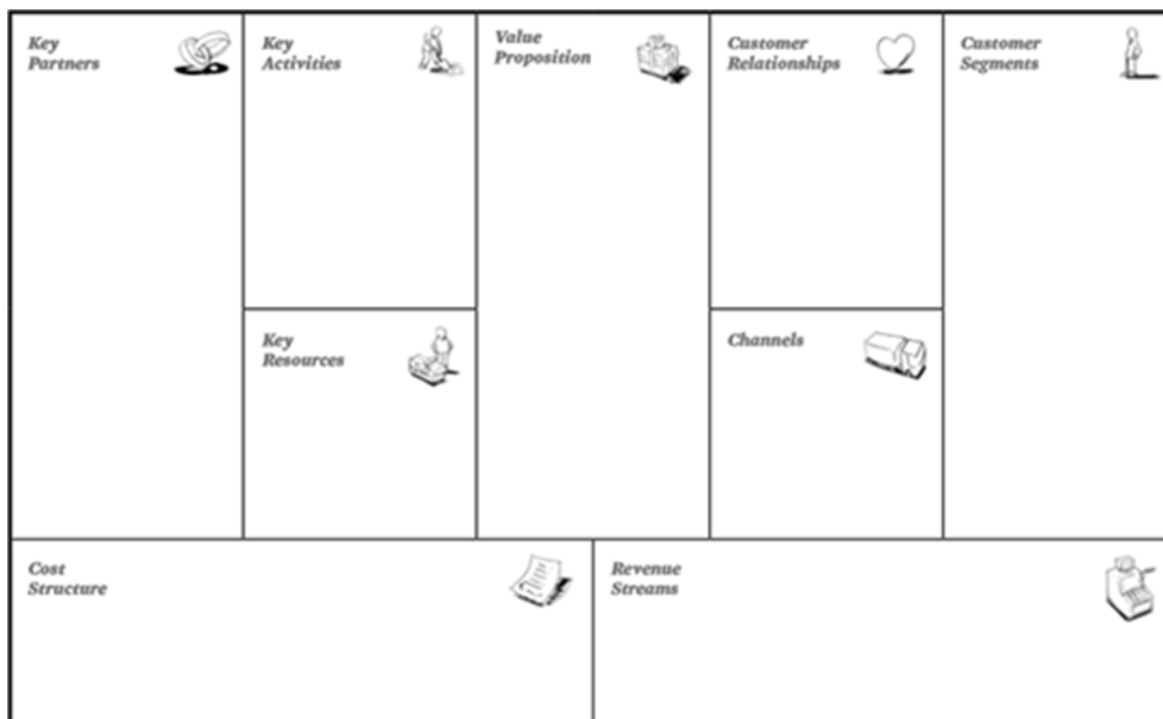 Key
Partners
Key
Activities
Value
Proposition
Customer
Relationships
Customer
Segments
Key
Resources
Channels
Cost
Structure
Revenue
Streams